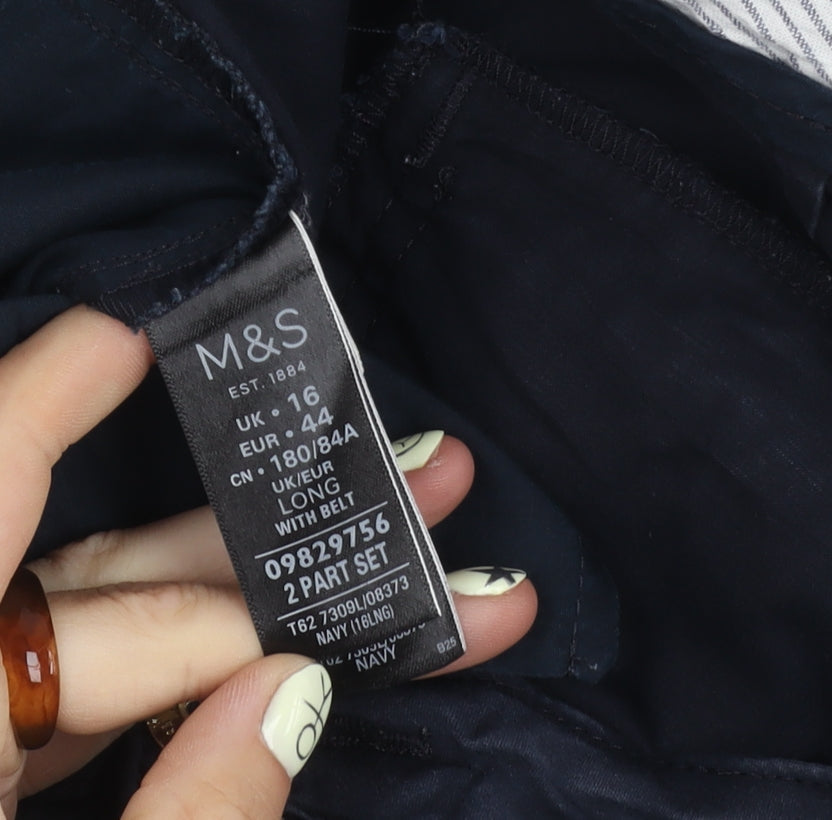 M&S
EST. 1884
UK • 16
EUR • 44
CN • 180/84A
UK/EUR
LONG
WITH BELT
09829756
2 PART SET
T62 7309L/08373
NAVY (16LNG)
NAVY
B25